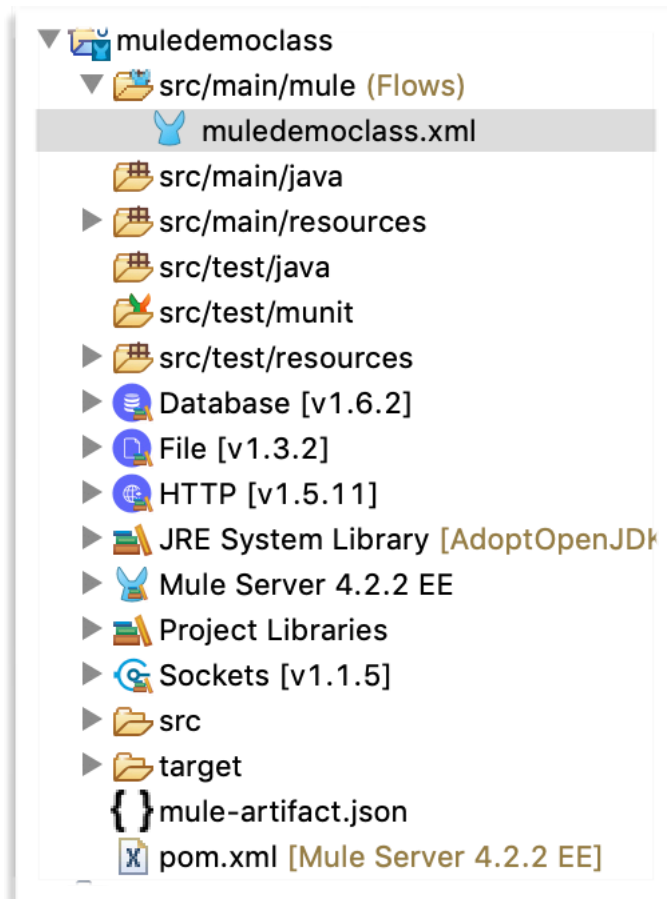 muledemoclass
src/main/mule (Flows)
muledemoclass.xml
src/main/java
src/main/resources
src/test/java
src/test/munit
src/test/resources
Database [v1.6.2]
File [v1.3.2]
HTTP [v1.5.11]
JRE System Library [AdoptOpenJDK
Mule Server 4.2.2 EE
Project Libraries
Sockets [v1.1.5]
src
target
{ } mule-artifact.json
X pom.xml [Mule Server 4.2.2 EE]